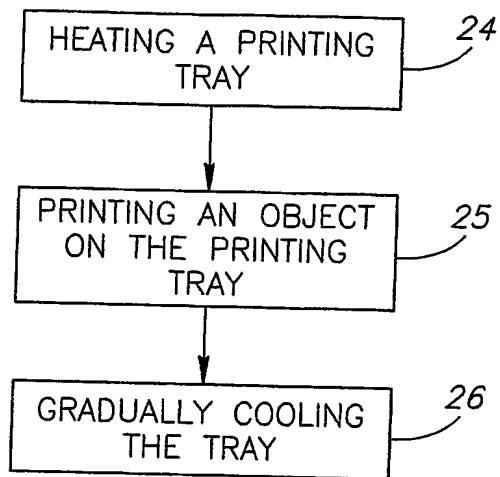 HEATING A PRINTING
TRAY
24
PRINTING AN OBJECT
ON THE PRINTING
TRAY
25
GRADUALLY COOLING
THE TRAY
26